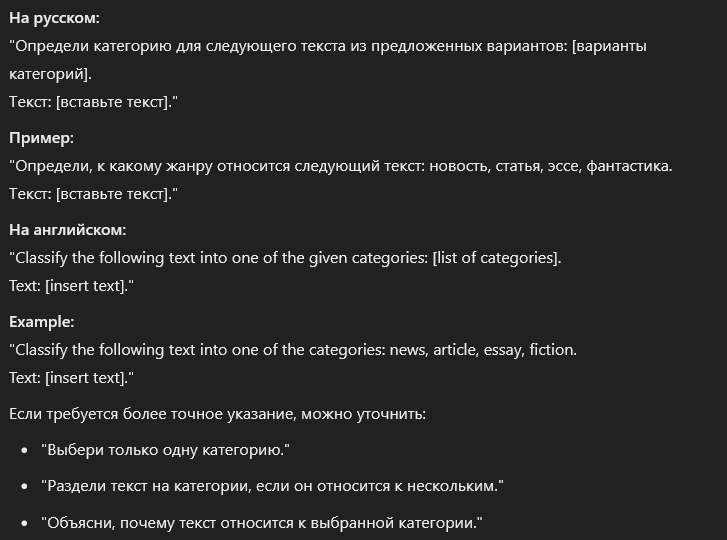 На русском:
"Определи категорию для следующего текста из предложенных вариантов: [варианты
категорий].
Текст: [вставьте текст]."
Пример:
"Определи, к какому жанру относится следующий текст: новость, статья, эссе, фантастика.
Текст: [вставьте текст]."
На английском:
"Classify the following text into one of the given categories: [list of categories].
Text: [insert text]."
Example:
"Classify the following text into one of the categories: news, article, essay, fiction.
Text: [insert text]."
Если требуется более точное указание, можно уточнить:
• "Выбери только одну категорию."
• "Раздели текст на категории, если он относится к нескольким."
• "Объясни, почему текст относится к выбранной категории."